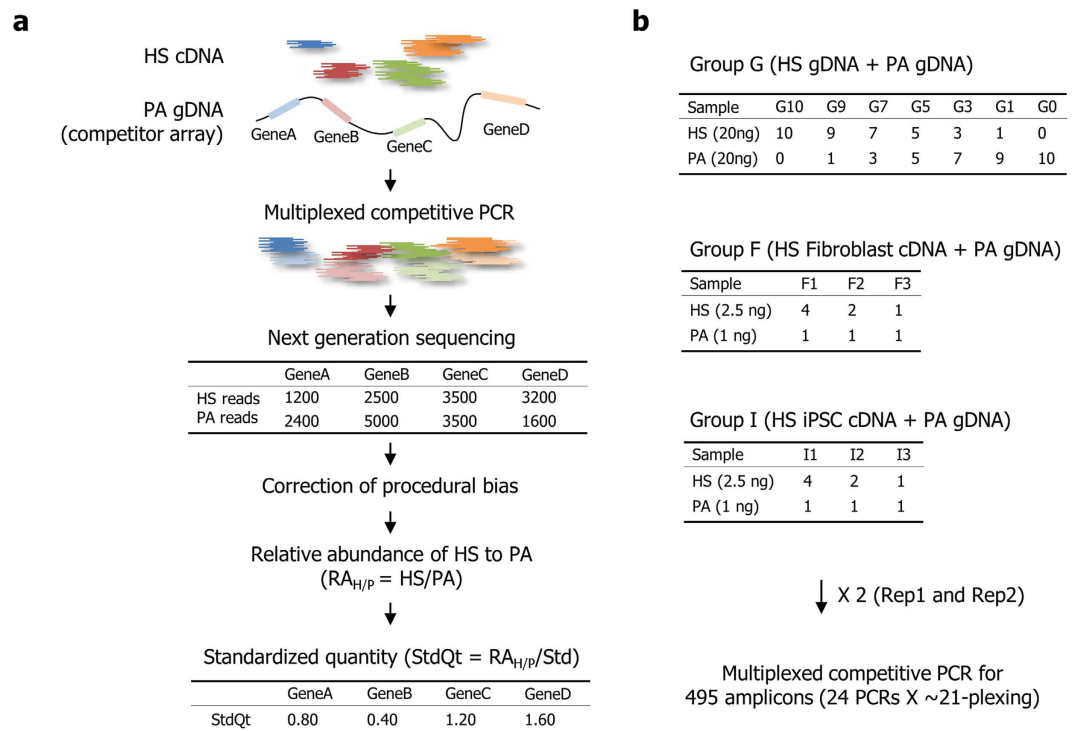 a
HS cDNA
PA gDNA
(competitor array)
GeneA
GeneB
GeneC
GeneD
Multiplexed competitive PCR
Next generation sequencing
GeneA GeneB GeneC GeneD
HS reads 1200 2500 3500 3200
PA reads 2400 5000 3500 1600
Correction of procedural bias
Relative abundance of HS to PA
(RAH/P = HS/PA)
Standardized quantity (StdQt = RAH/P/Std)
GeneA GeneB GeneC GeneD
StdQt 0.80 0.40 1.20 1.60
b
Group G (HS gDNA + PA gDNA)
Sample G10 G9 G7 G5 G3 G1 G0
HS (20ng) 10 9 7 5 3 1 0
PA (20ng) 0 1 3 5 7 9 10
Group F (HS Fibroblast cDNA + PA gDNA)
Sample F1 F2 F3
HS (2.5 ng) 4 2 1
PA (1 ng) 1 1 1
Group I (HS iPSC cDNA + PA gDNA)
Sample I1 I2 I3
HS (2.5 ng) 4 2 1
PA (1 ng) 1 1 1
X 2 (Rep1 and Rep2)
Multiplexed competitive PCR for
495 amplicons (24 PCRs X ~21-plexing)